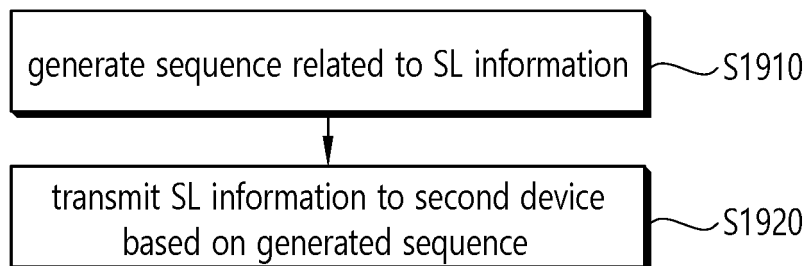 generate sequence related to SL information
S1910
transmit SL information to second device
based on generated sequence
S1920